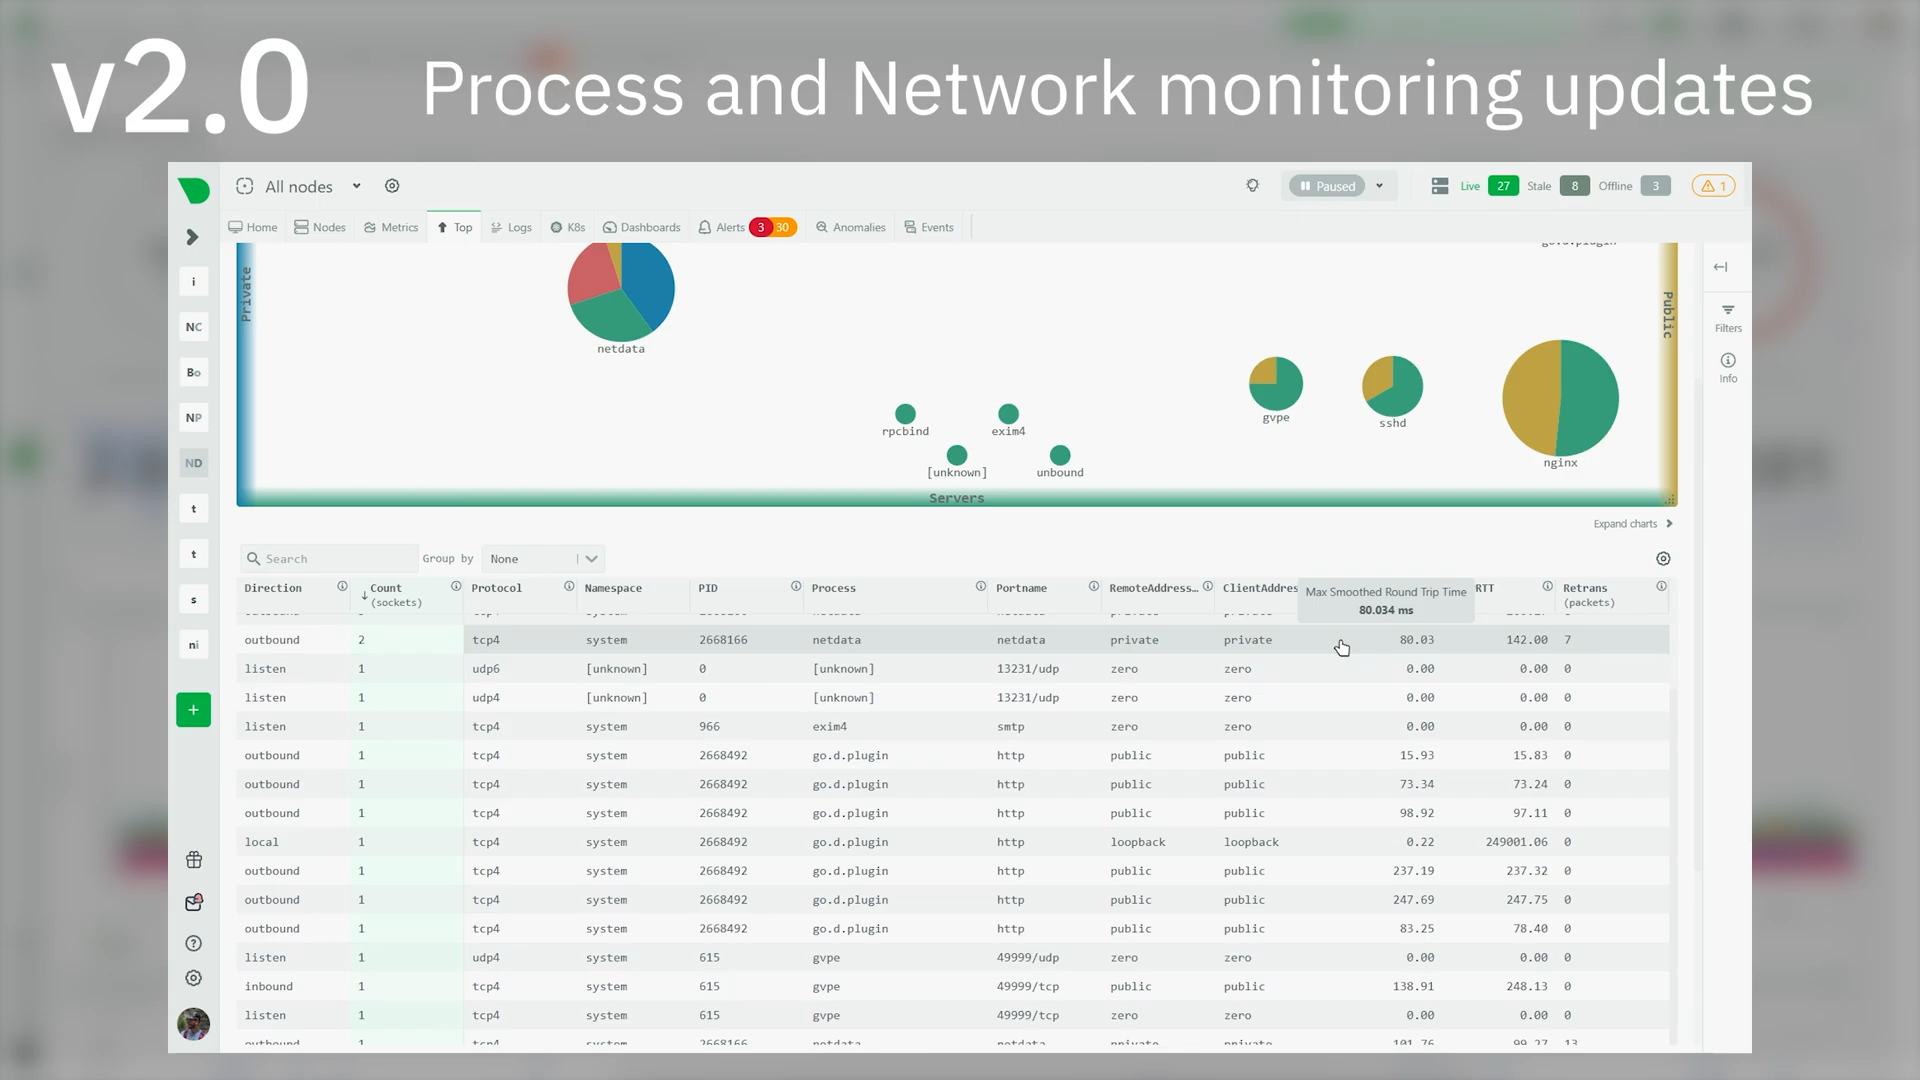 v2.0 Process and Network monitoring updates
All nodes Paused Live 27 Stale 8 Offline 3 1
Home Nodes Metrics Top Logs K8s Dashboards Alerts 3 30 Anomalies Events
i
NC
Bo
NP
ND
t
t
s
ni
+
Private
Public
Filters
Info
netdata
gvpe
sshd
nginx
rpcbind
exim4
[unknown]
unbound
Servers
Expand charts
Search Group by None
Direction Count Protocol Namespace PID Process Portname RemoteAddress... ClientAddres RTT Retrans
(sockets) (packets)
Max Smoothed Round Trip Time
80.034 ms
outbound 2 tcp4 system 2668166 netdata netdata private private 80.03 142.00 7
listen 1 udp6 [unknown] 0 [unknown] 13231/udp zero zero 0.00 0.00 0
listen 1 udp4 [unknown] 0 [unknown] 13231/udp zero zero 0.00 0.00 0
listen 1 tcp4 system 966 exim4 smtp zero zero 0.00 0.00 0
outbound 1 tcp4 system 2668492 go.d.plugin http public public 15.93 15.83 0
outbound 1 tcp4 system 2668492 go.d.plugin http public public 73.34 73.24 0
outbound 1 tcp4 system 2668492 go.d.plugin http public public 98.92 97.11 0
local 1 tcp4 system 2668492 go.d.plugin http loopback loopback 0.22 249001.06 0
outbound 1 tcp4 system 2668492 go.d.plugin http public public 237.19 237.32 0
outbound 1 tcp4 system 2668492 go.d.plugin http public public 247.69 247.75 0
outbound 1 tcp4 system 2668492 go.d.plugin http public public 83.25 78.40 0
listen 1 udp4 system 615 gvpe 49999/udp zero zero 0.00 0.00 0
inbound 1 tcp4 system 615 gvpe 49999/tcp public public 138.91 248.13 0
listen 1 tcp4 system 615 gvpe 49999/tcp zero zero 0.00 0.00 0